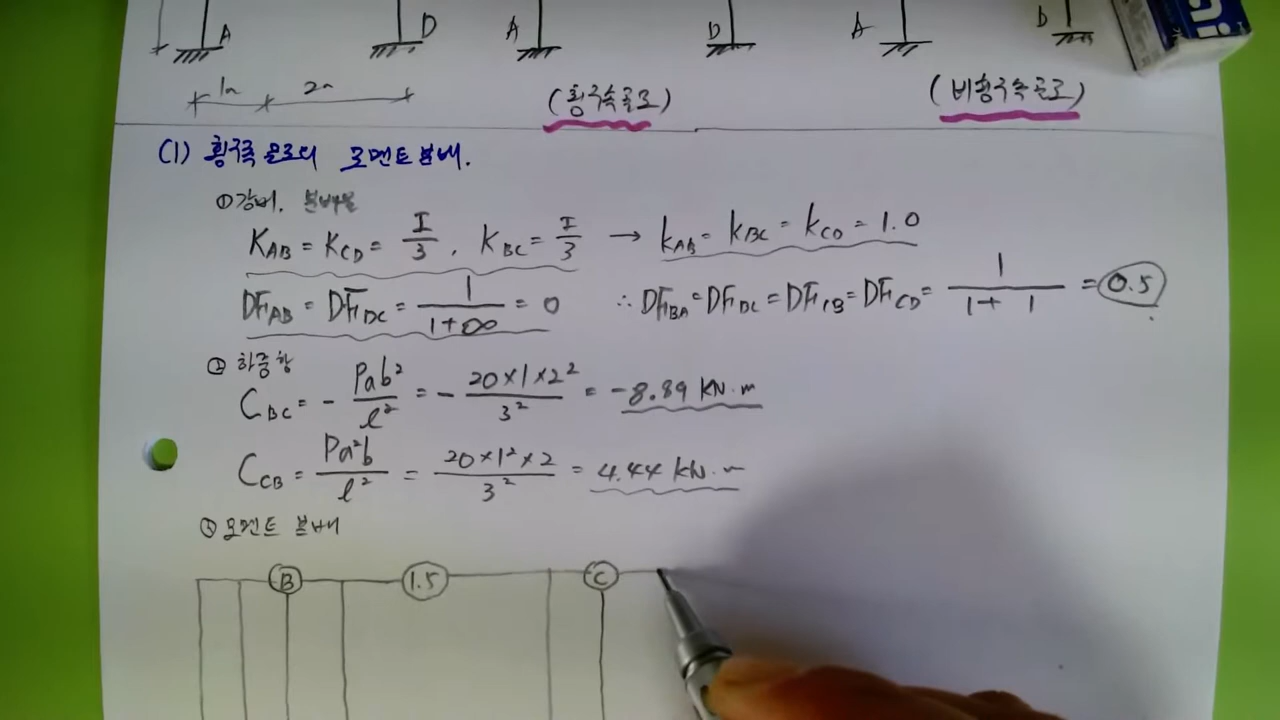 A D A D A D
1m 2m (횡구속골조) (비횡구속골조)
(1) 횡구속 골조의 모멘트 분배.
① 강비. 분배율
K_AB = K_CD = I/3 , K_BC = I/3 → k_AB = k_BC = k_CD = 1.0
DF_AB = DF_DC = 1/(1+∞) = 0 ∴ DF_BA = DF_BC = DF_CB = DF_CD = 1/(1+1) = 0.5
② 하중항
C_BC = - Pab²/l² = - 20×1×2²/3² = -8.89 kN·m
C_CB = Pa²b/l² = 20×1²×2/3² = 4.44 kN·m
③ 모멘트 분배
B 1.5 C